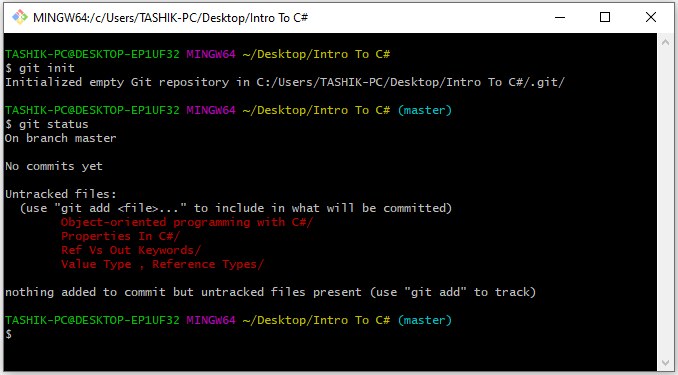 MINGW64:/c/Users/TASHIK-PC/Desktop/Intro To C#
TASHIK-PC@DESKTOP-EP1UF32 MINGW64 ~/Desktop/Intro To C#
$ git init
Initialized empty Git repository in C:/Users/TASHIK-PC/Desktop/Intro To C#/.git/
TASHIK-PC@DESKTOP-EP1UF32 MINGW64 ~/Desktop/Intro To C# (master)
$ git status
On branch master
No commits yet
Untracked files:
(use "git add <file>..." to include in what will be committed)
Object-oriented programming with C#/
Properties In C#/
Ref Vs Out Keywords/
Value Type , Reference Types/
nothing added to commit but untracked files present (use "git add" to track)
TASHIK-PC@DESKTOP-EP1UF32 MINGW64 ~/Desktop/Intro To C# (master)
$